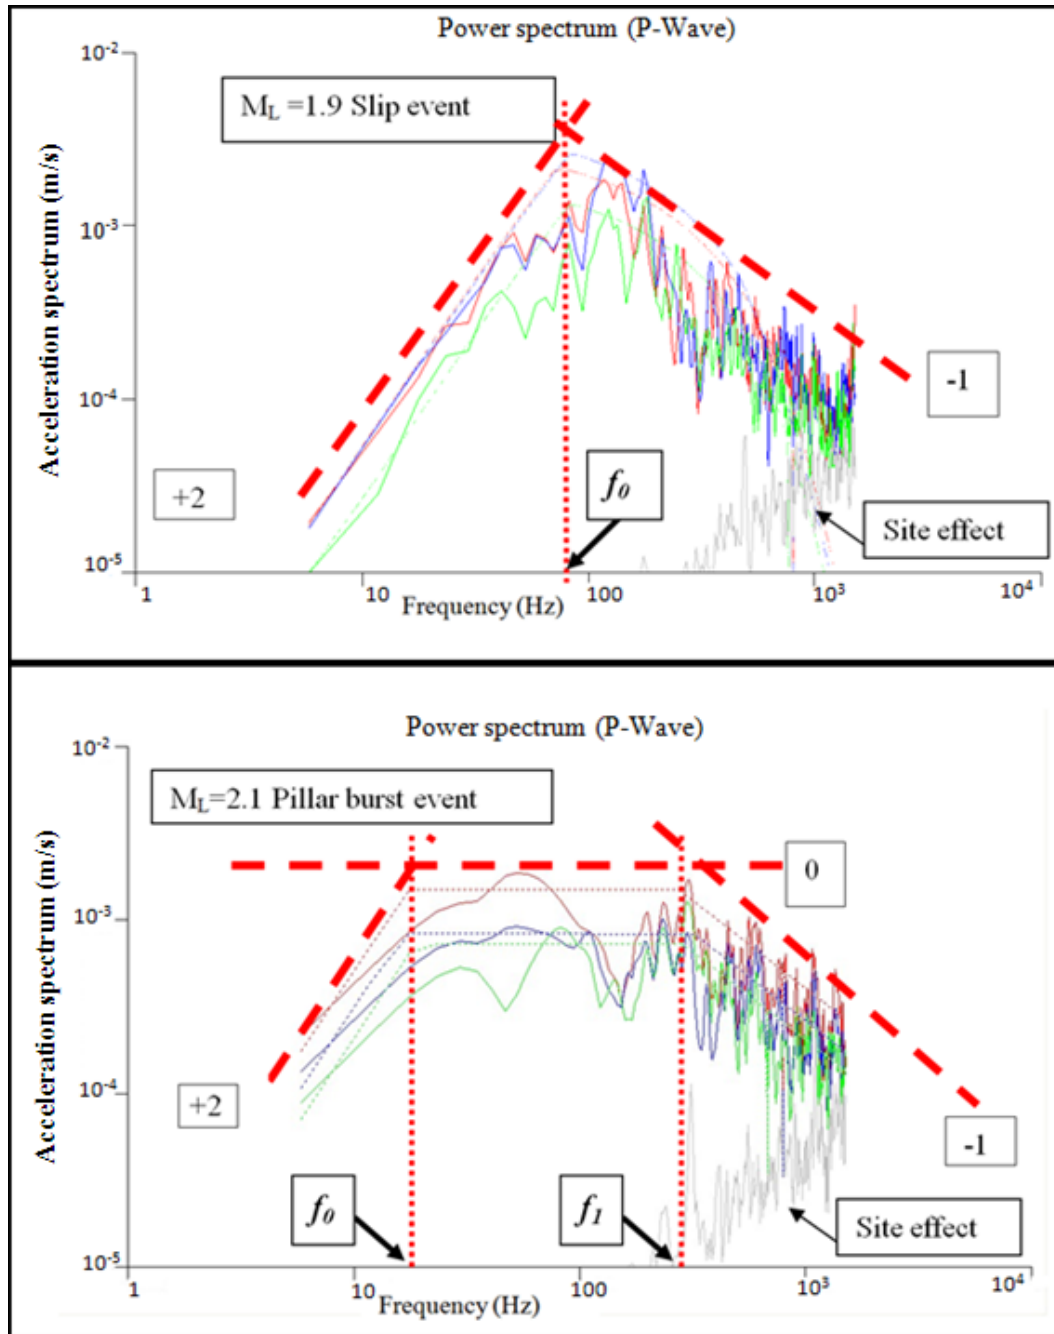 Power spectrum (P-Wave)
10⁻²
M_L =1.9 Slip event
10⁻³
Acceleration spectrum (m/s)
-1
10⁻⁴
+2
f₀
Site effect
10⁻⁵
1
10
100
10³
10⁴
Frequency (Hz)
Power spectrum (P-Wave)
10⁻²
M_L=2.1 Pillar burst event
0
10⁻³
Acceleration spectrum (m/s)
10⁻⁴
+2
-1
f₀
f₁
Site effect
10⁻⁵
1
10
100
10³
10⁴
Frequency (Hz)